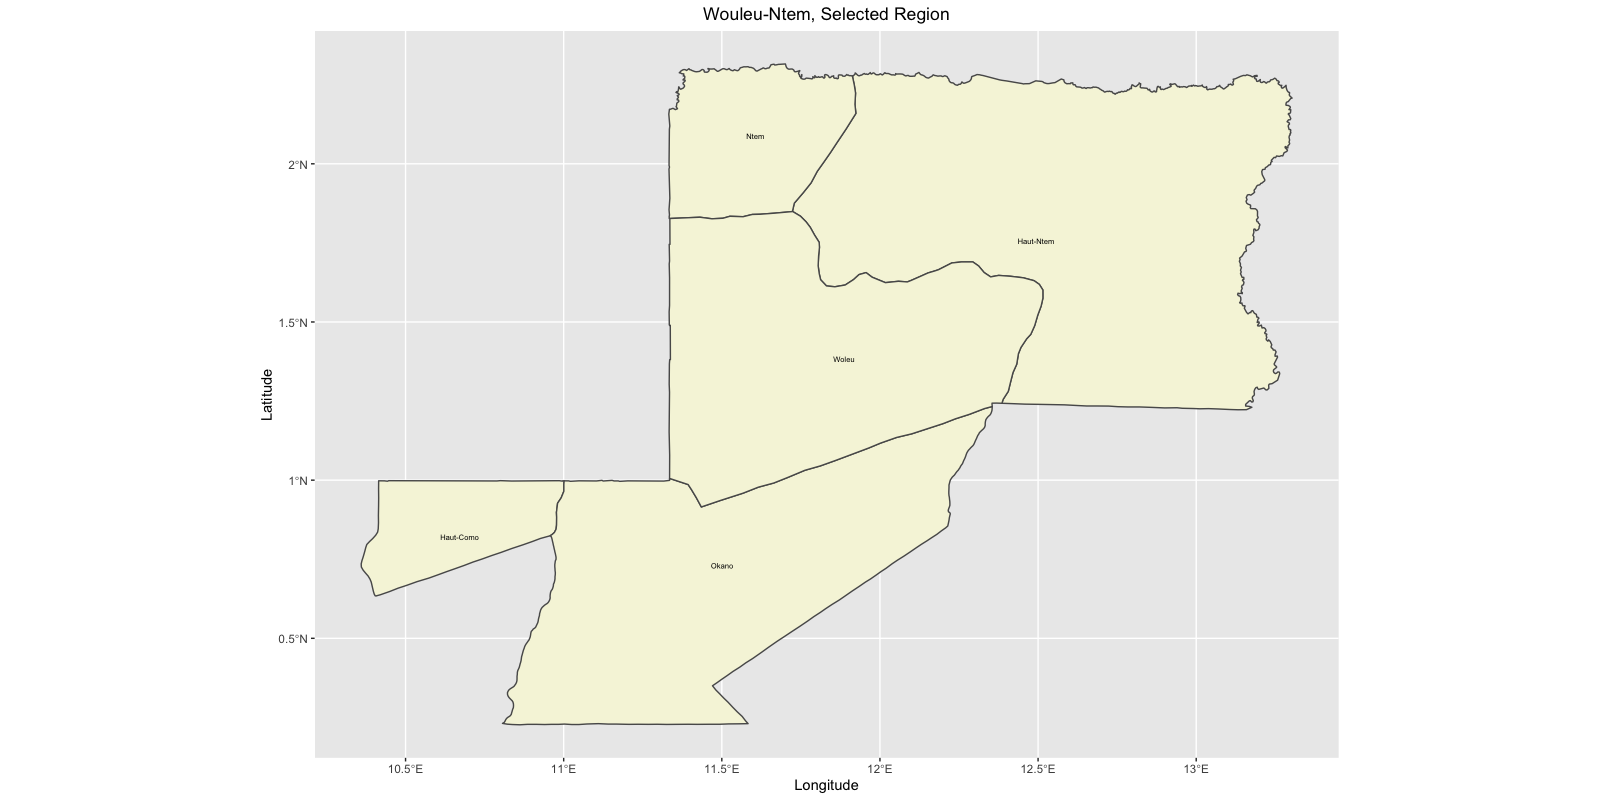 Wouleu-Ntem, Selected Region
Ntem
2°N
Haut-Ntem
1.5°N
Woleu
Latitude
1°N
Haut-Como
Okano
0.5°N
10.5°E 11°E 11.5°E 12°E 12.5°E 13°E
Longitude